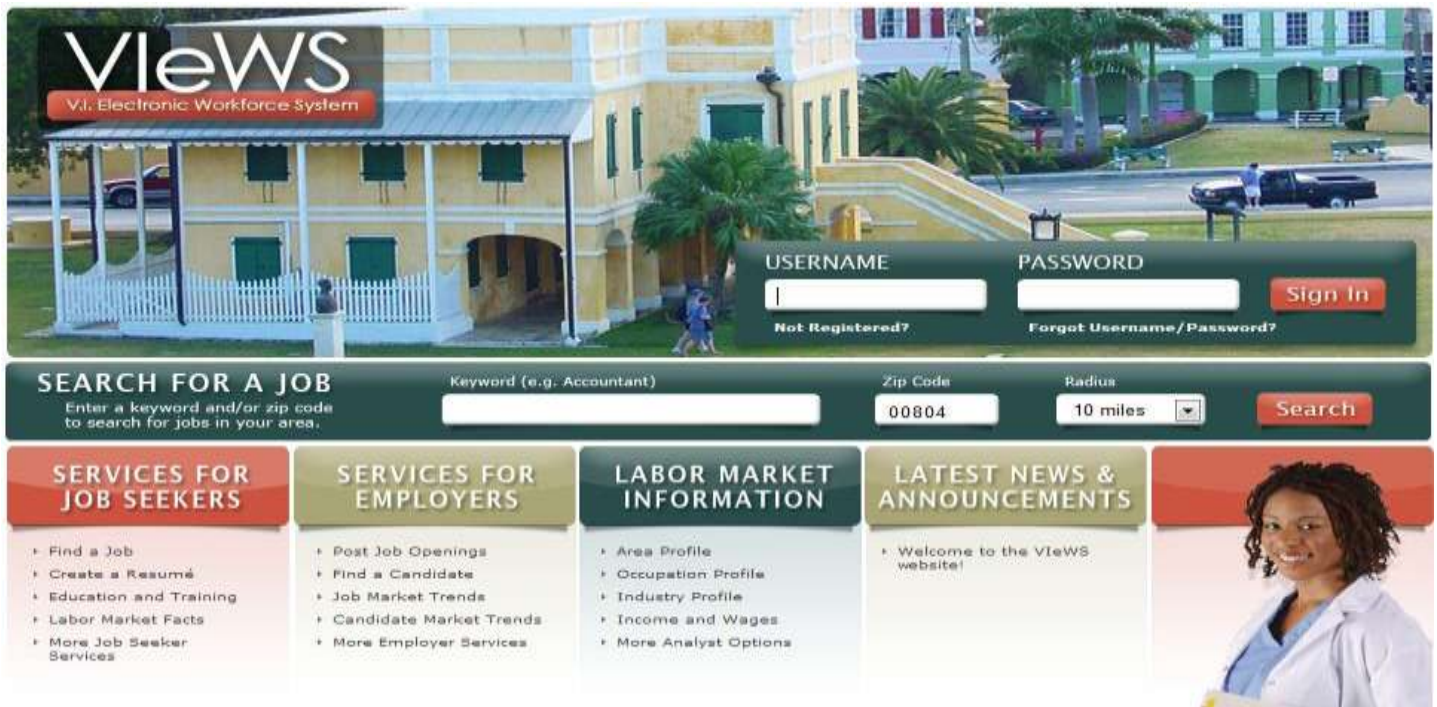 VIeWS
V.I. Electronic Workforce System
USERNAME
PASSWORD
Sign In
Not Registered?
Forgot Username/Password?
SEARCH FOR A JOB
Enter a keyword and/or zip code
to search for jobs in your area.
Keyword (e.g. Accountant)
Zip Code
00804
Radius
10 miles
Search
SERVICES FOR
JOB SEEKERS
Find a Job
Create a Resumé
Education and Training
Labor Market Facts
More Job Seeker
Services
SERVICES FOR
EMPLOYERS
Post Job Openings
Find a Candidate
Job Market Trends
Candidate Market Trends
More Employer Services
LABOR MARKET
INFORMATION
Area Profile
Occupation Profile
Industry Profile
Income and Wages
More Analyst Options
LATEST NEWS &
ANNOUNCEMENTS
Welcome to the VIeWS
website!